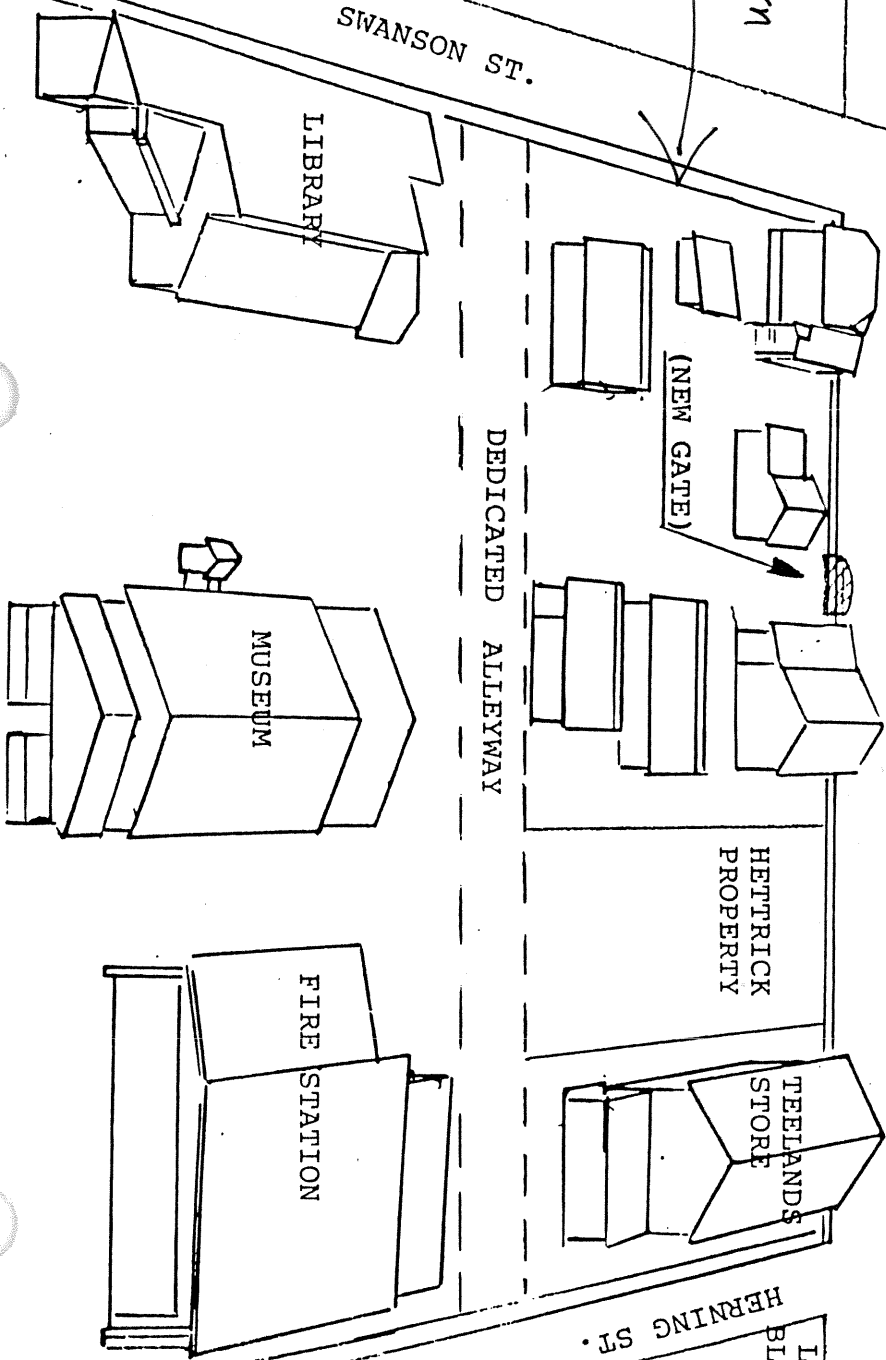 SWANSON ST.
LIBRARY
(NEW GATE)
DEDICATED ALLEYWAY
MUSEUM
HETTRICK
PROPERTY
TEELANDS
STORE
FIRE STATION
HERNING ST.